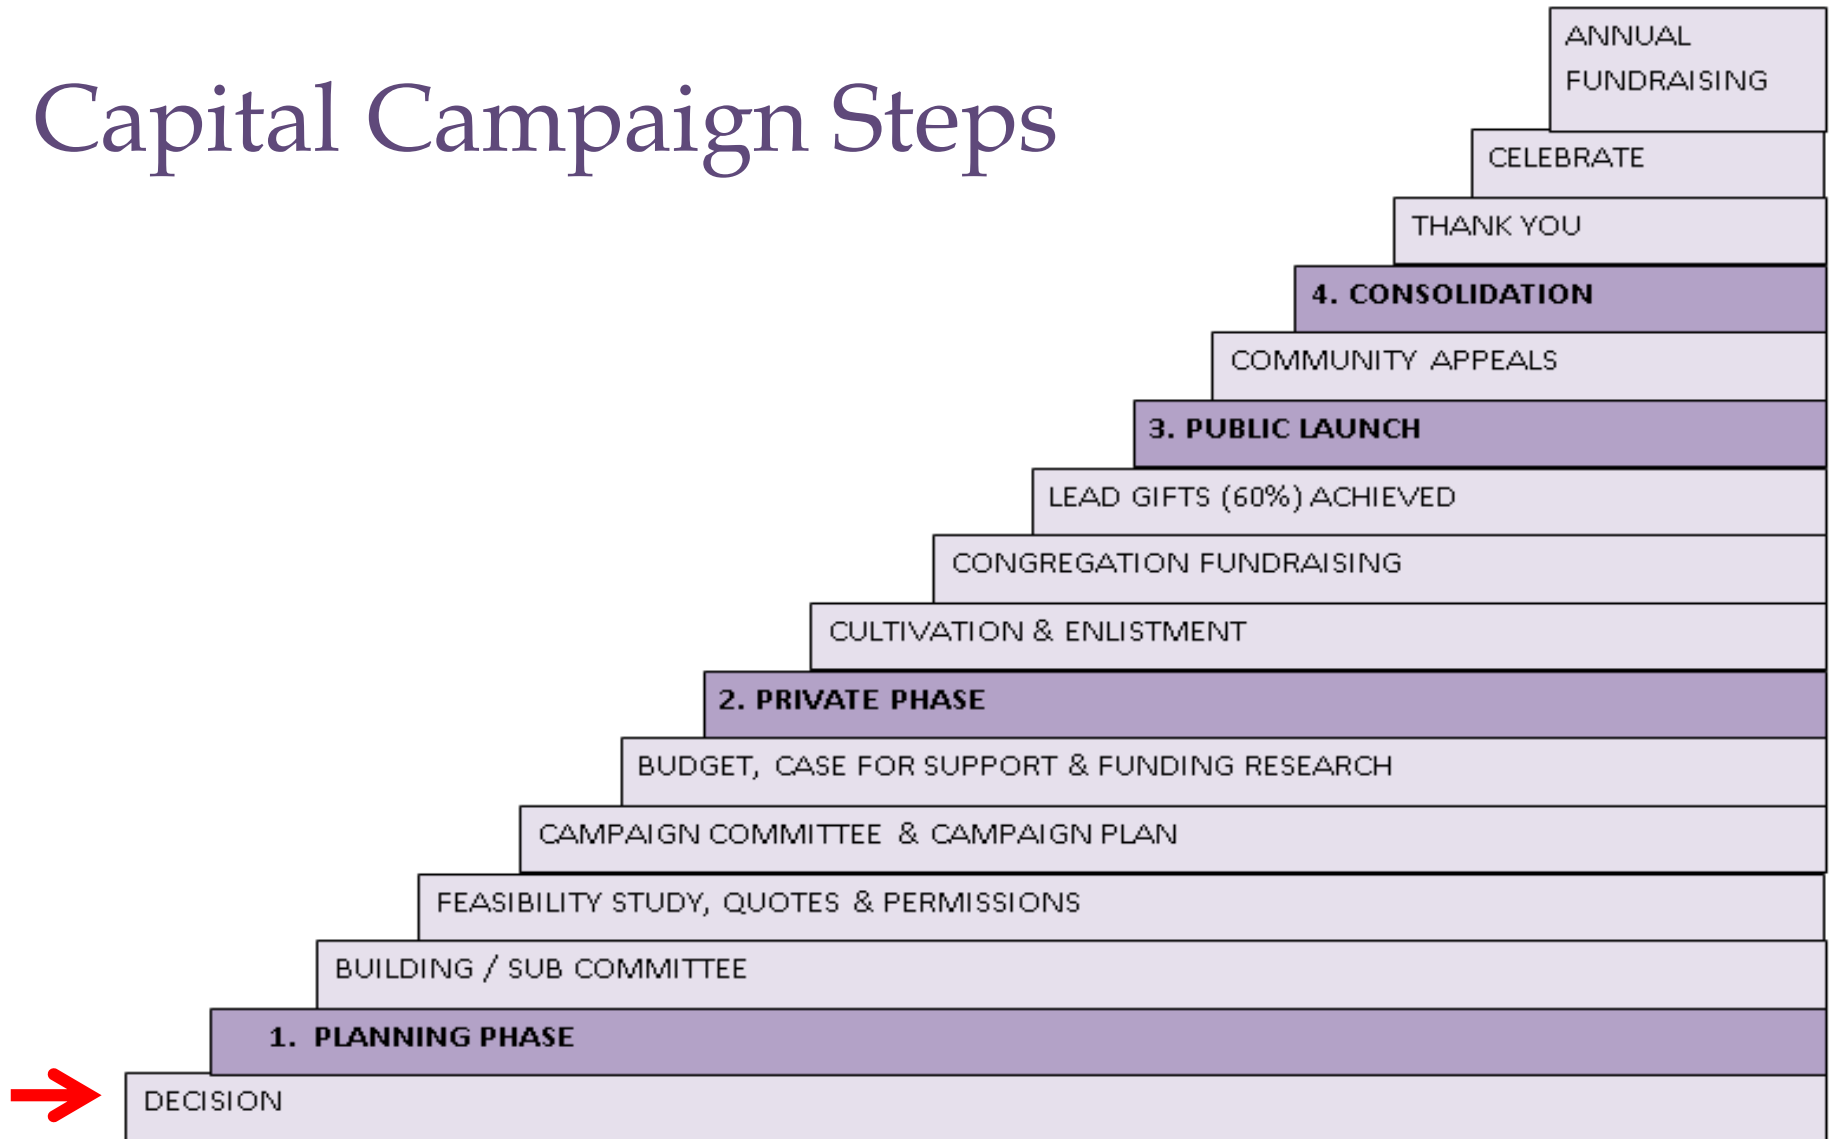 Capital Campaign Steps
ANNUAL
FUNDRAISING
CELEBRATE
THANK YOU
4. CONSOLIDATION
COMMUNITY APPEALS
3. PUBLIC LAUNCH
LEAD GIFTS (60%) ACHIEVED
CONGREGATION FUNDRAISING
CULTIVATION & ENLISTMENT
2. PRIVATE PHASE
BUDGET, CASE FOR SUPPORT & FUNDING RESEARCH
CAMPAIGN COMMITTEE & CAMPAIGN PLAN
FEASIBILITY STUDY, QUOTES & PERMISSIONS
BUILDING / SUB COMMITTEE
1. PLANNING PHASE
DECISION